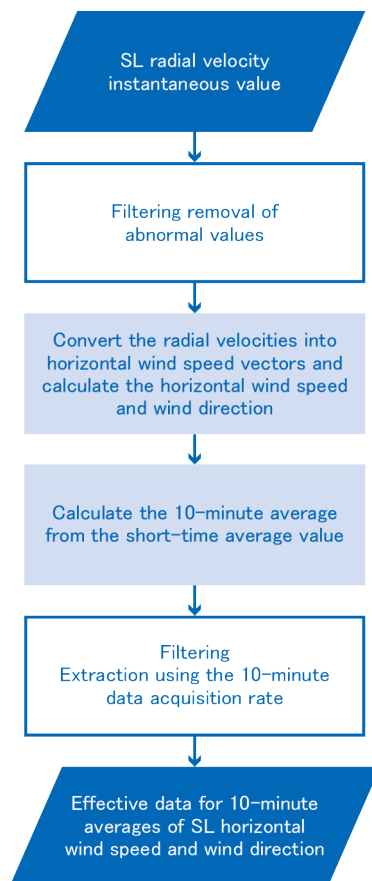 SL radial velocity
instantaneous value
Filtering removal of
abnormal values
Convert the radial velocities into
horizontal wind speed vectors and
calculate the horizontal wind speed
and wind direction
Calculate the 10-minute average
from the short-time average value
Filtering
Extraction using the 10-minute
data acquisition rate
Effective data for 10-minute
averages of SL horizontal
wind speed and wind direction